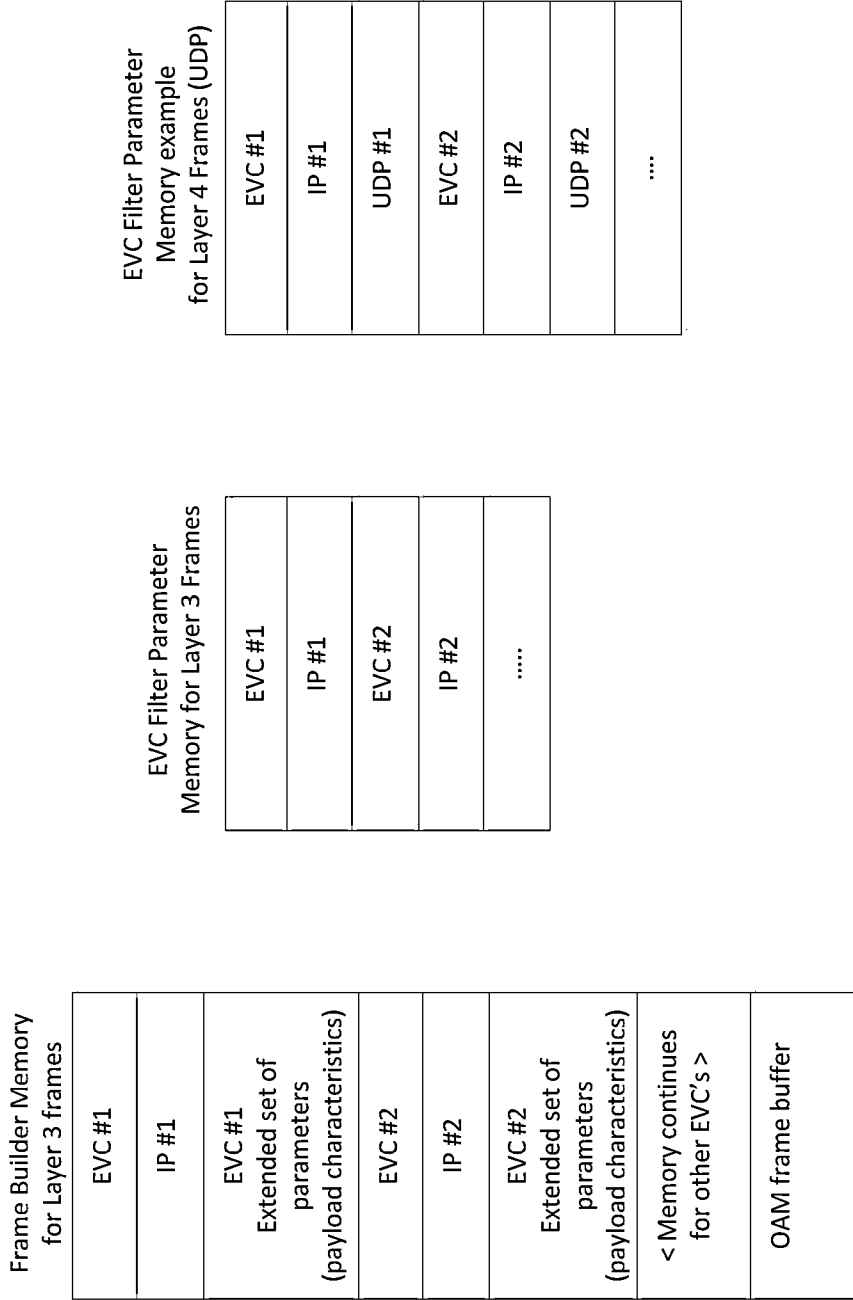 Frame Builder Memory
for Layer 3 frames
EVC #1
IP #1
EVC #1
Extended set of
parameters
(payload characteristics)
EVC #2
IP #2
EVC #2
Extended set of
parameters
(payload characteristics)
< Memory continues
for other EVC's >
OAM frame buffer
EVC Filter Parameter
Memory for Layer 3 Frames
EVC #1
IP #1
EVC #2
IP #2
.....
EVC Filter Parameter
Memory example
for Layer 4 Frames (UDP)
EVC #1
IP #1
UDP #1
EVC #2
IP #2
UDP #2
....